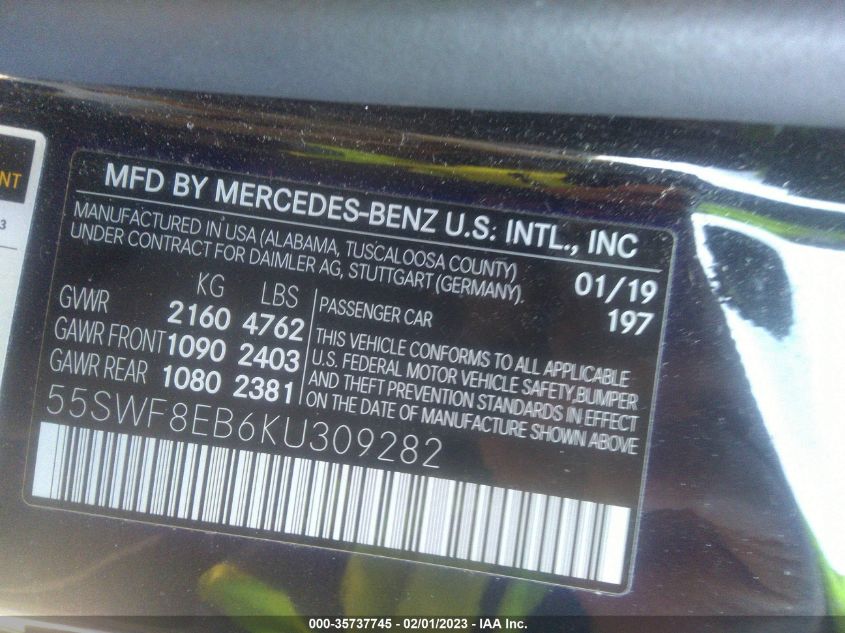 NT
3
MFD BY MERCEDES-BENZ U.S. INTL., INC
MANUFACTURED IN USA (ALABAMA, TUSCALOOSA COUNTY)
UNDER CONTRACT FOR DAIMLER AG, STUTTGART (GERMANY).
01/19
197
KG LBS
GVWR 2160 4762
GAWR FRONT 1090 2403
GAWR REAR 1080 2381
PASSENGER CAR
THIS VEHICLE CONFORMS TO ALL APPLICABLE
U.S. FEDERAL MOTOR VEHICLE SAFETY,BUMPER
AND THEFT PREVENTION STANDARDS IN EFFECT
ON THE DATE OF MANUFACTURE SHOWN ABOVE
55SWF8EB6KU309282
000-35737745 - 02/01/2023 - IAA Inc.